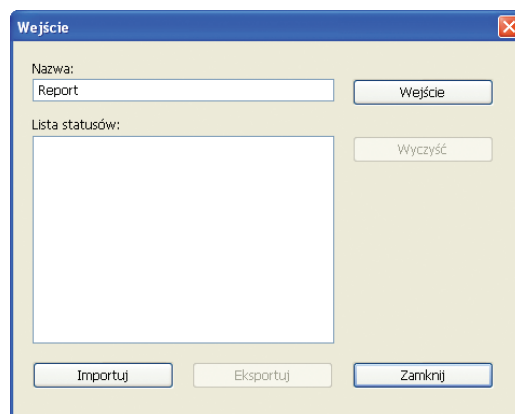 Wejście
Nazwa:
Report
Wejście
Lista statusów:
Wyczyść
Importuj
Eksportuj
Zamknij